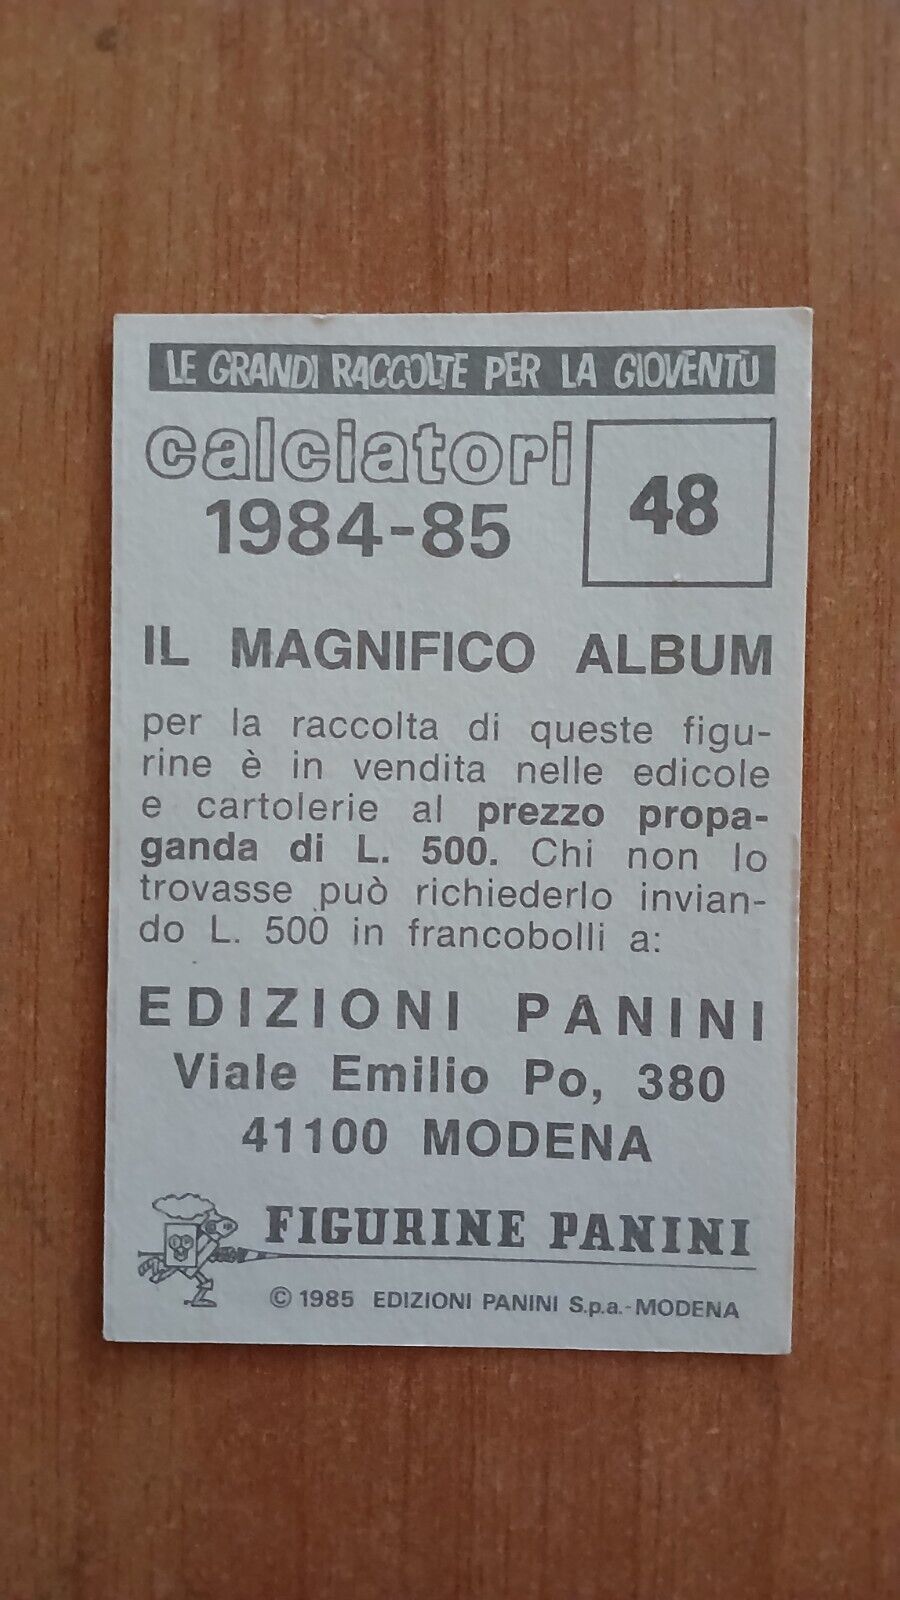 LE GRANDI RACCOLTE PER LA GIOVENTÙ
calciatori
1984-85
48
IL MAGNIFICO ALBUM
per la raccolta di queste figu-
rine è in vendita nelle edicole
e cartolerie al prezzo propa-
ganda di L. 500. Chi non lo
trovasse può richiederlo invian-
do L. 500 in francobolli a:
EDIZIONI PANINI
Viale Emilio Po, 380
41100 MODENA
FIGURINE PANINI
© 1985 EDIZIONI PANINI S.p.a.-MODENA